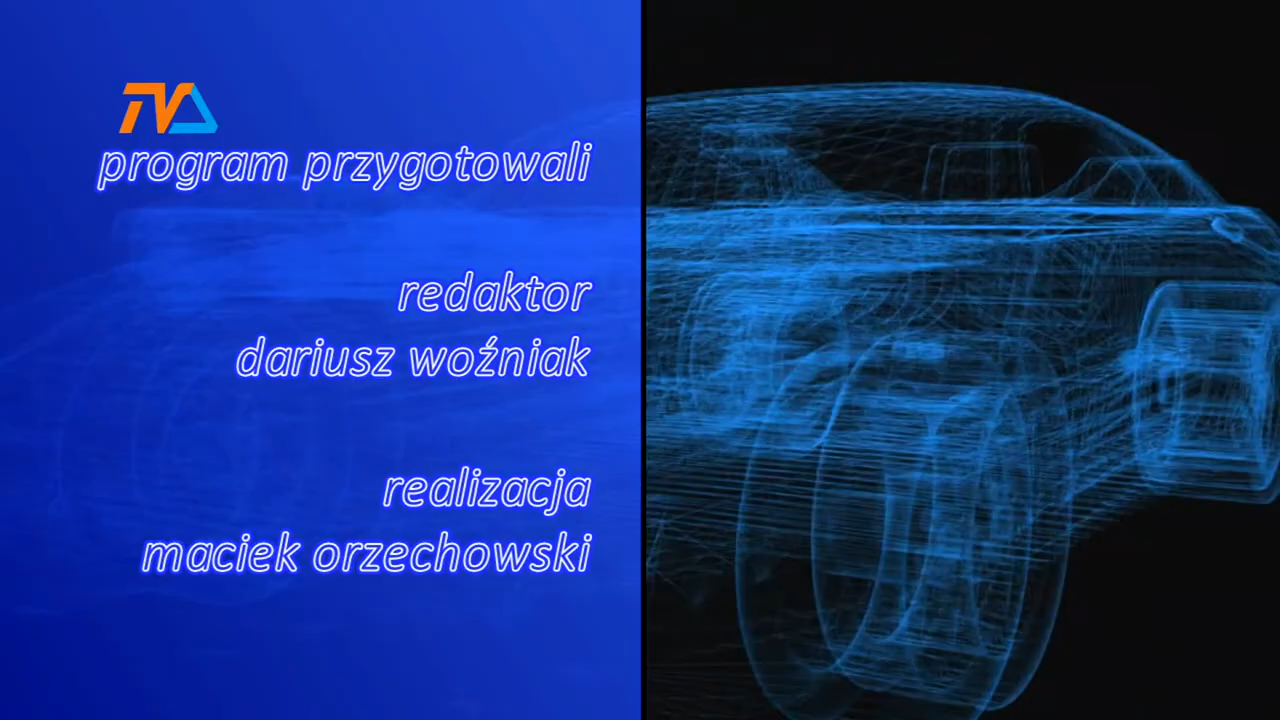 TVA
program przygotowali
redaktor
dariusz woźniak
realizacja
maciek orzechowski